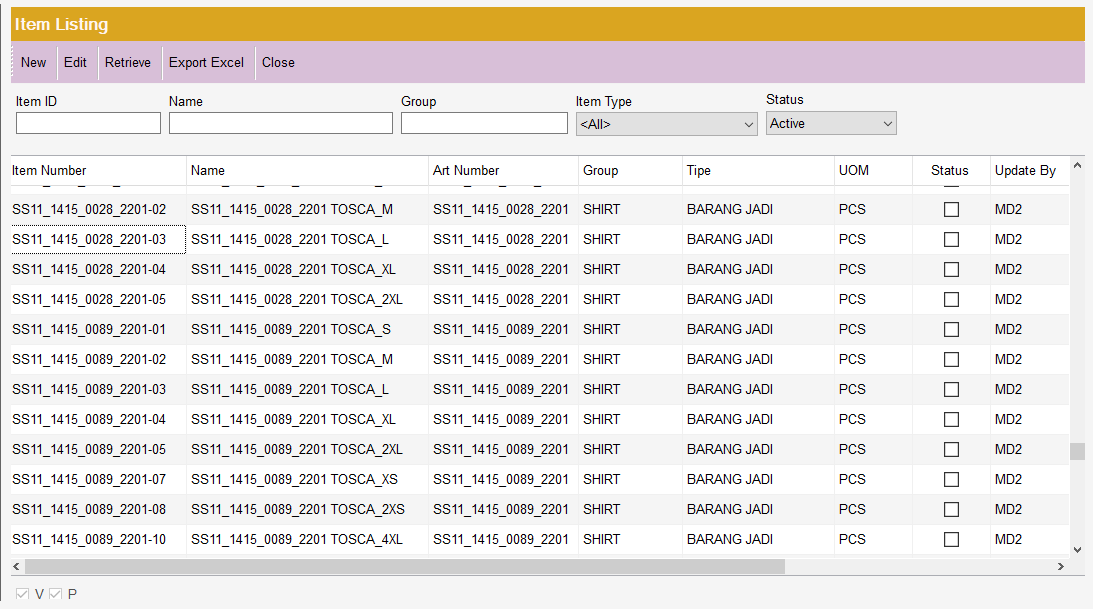 Item Listing
New Edit Retrieve Export Excel Close
Item ID Name Group Item Type Status
<All> Active
Item Number Name Art Number Group Tipe UOM Status Update By
SS11_1415_0028_2201-02 SS11_1415_0028_2201 TOSCA_M SS11_1415_0028_2201 SHIRT BARANG JADI PCS MD2
SS11_1415_0028_2201-03 SS11_1415_0028_2201 TOSCA_L SS11_1415_0028_2201 SHIRT BARANG JADI PCS MD2
SS11_1415_0028_2201-04 SS11_1415_0028_2201 TOSCA_XL SS11_1415_0028_2201 SHIRT BARANG JADI PCS MD2
SS11_1415_0028_2201-05 SS11_1415_0028_2201 TOSCA_2XL SS11_1415_0028_2201 SHIRT BARANG JADI PCS MD2
SS11_1415_0089_2201-01 SS11_1415_0089_2201 TOSCA_S SS11_1415_0089_2201 SHIRT BARANG JADI PCS MD2
SS11_1415_0089_2201-02 SS11_1415_0089_2201 TOSCA_M SS11_1415_0089_2201 SHIRT BARANG JADI PCS MD2
SS11_1415_0089_2201-03 SS11_1415_0089_2201 TOSCA_L SS11_1415_0089_2201 SHIRT BARANG JADI PCS MD2
SS11_1415_0089_2201-04 SS11_1415_0089_2201 TOSCA_XL SS11_1415_0089_2201 SHIRT BARANG JADI PCS MD2
SS11_1415_0089_2201-05 SS11_1415_0089_2201 TOSCA_2XL SS11_1415_0089_2201 SHIRT BARANG JADI PCS MD2
SS11_1415_0089_2201-07 SS11_1415_0089_2201 TOSCA_XS SS11_1415_0089_2201 SHIRT BARANG JADI PCS MD2
SS11_1415_0089_2201-08 SS11_1415_0089_2201 TOSCA_2XS SS11_1415_0089_2201 SHIRT BARANG JADI PCS MD2
SS11_1415_0089_2201-10 SS11_1415_0089_2201 TOSCA_4XL SS11_1415_0089_2201 SHIRT BARANG JADI PCS MD2
V P